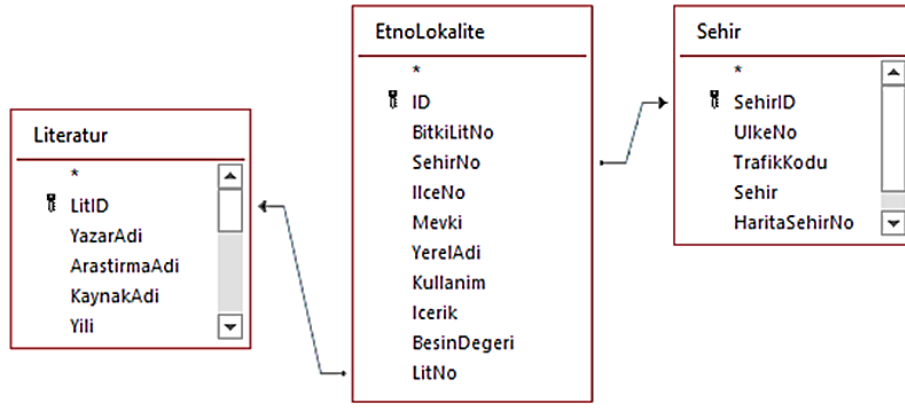 Literatur
*
LitID
YazarAdi
ArastirmaAdi
KaynakAdi
Yili
EtnoLokalite
*
ID
BitkiLitNo
SehirNo
IlceNo
Mevki
YerelAdi
Kullanim
Icerik
BesinDegeri
LitNo
Sehir
*
SehirID
UlkeNo
TrafikKodu
Sehir
HaritaSehirNo